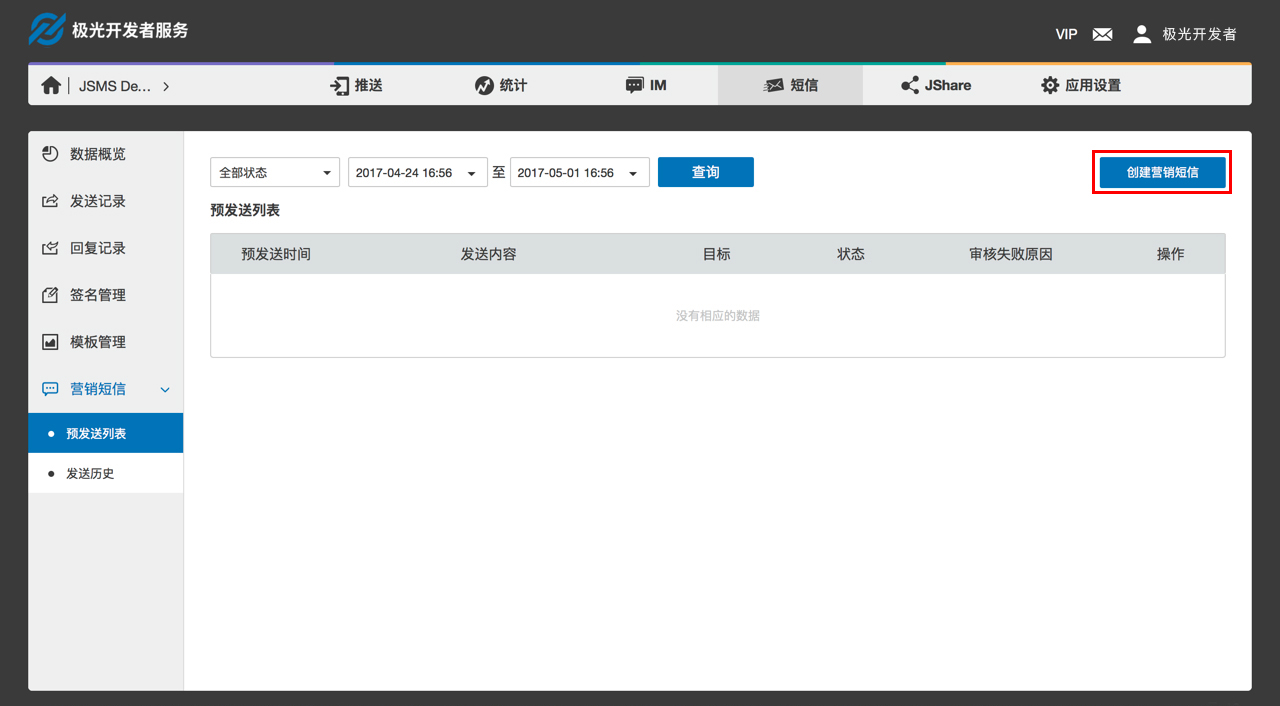 极光开发者服务
VIP 极光开发者
JSMS De... 推送 统计 IM 短信 JShare 应用设置
数据概览
发送记录
回复记录
签名管理
模板管理
营销短信
预发送列表
发送历史
全部状态 2017-04-24 16:56 至 2017-05-01 16:56 查询 创建营销短信
预发送列表
预发送时间 发送内容 目标 状态 审核失败原因 操作
没有相应的数据